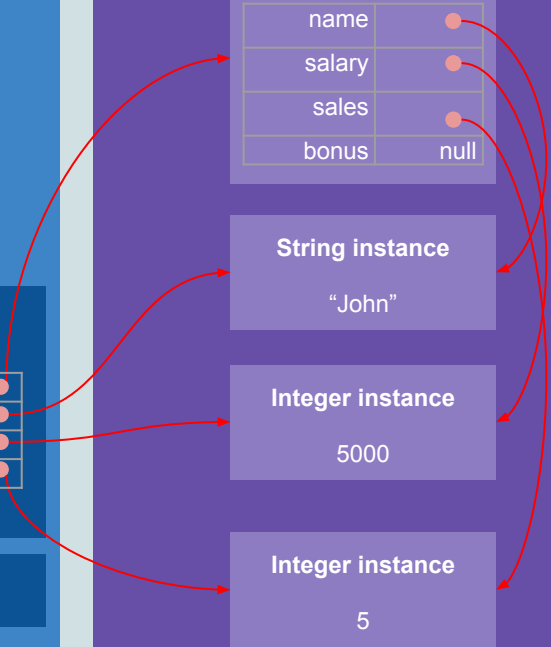 name
salary
sales
bonus null
String instance
“John”
Integer instance
5000
Integer instance
5